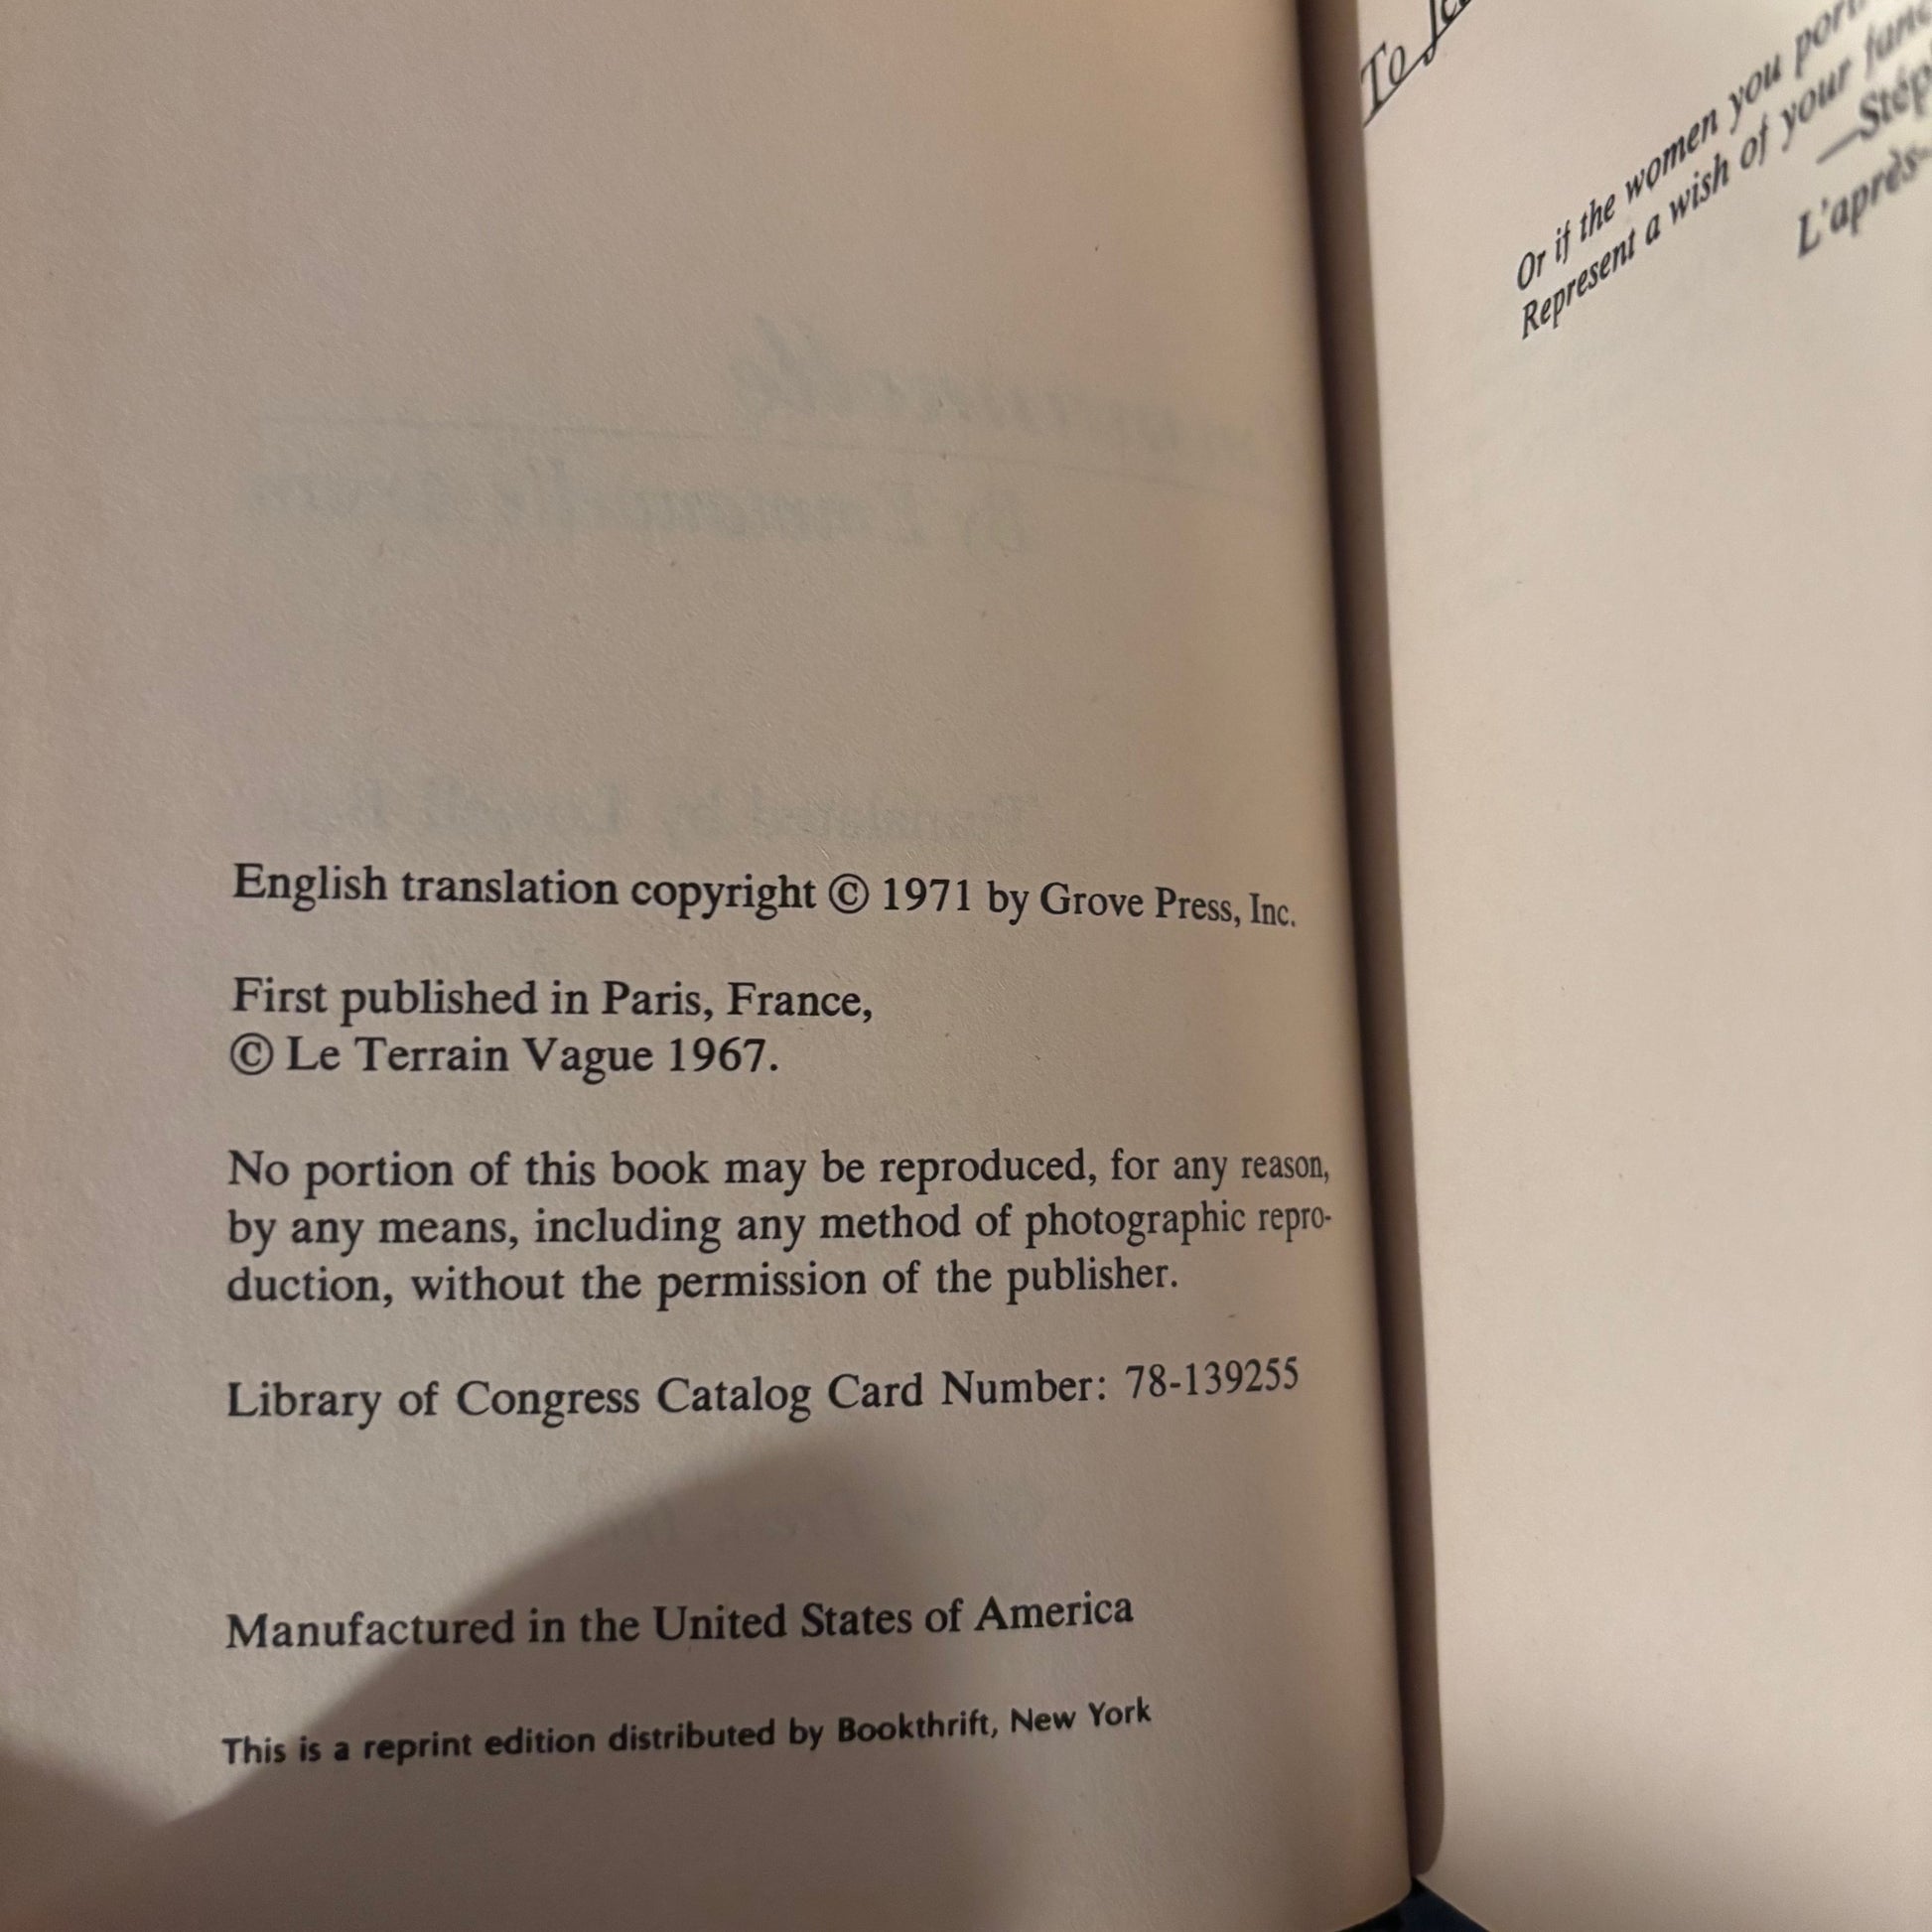 English translation copyright © 1971 by Grove Press, Inc.
First published in Paris, France,
© Le Terrain Vague 1967.
No portion of this book may be reproduced, for any reason,
by any means, including any method of photographic repro-
duction, without the permission of the publisher.
Library of Congress Catalog Card Number: 78-139255
Manufactured in the United States of America
This is a reprint edition distributed by Bookthrift, New York
To
Or if the women you
Represent a wish of your
L'après-